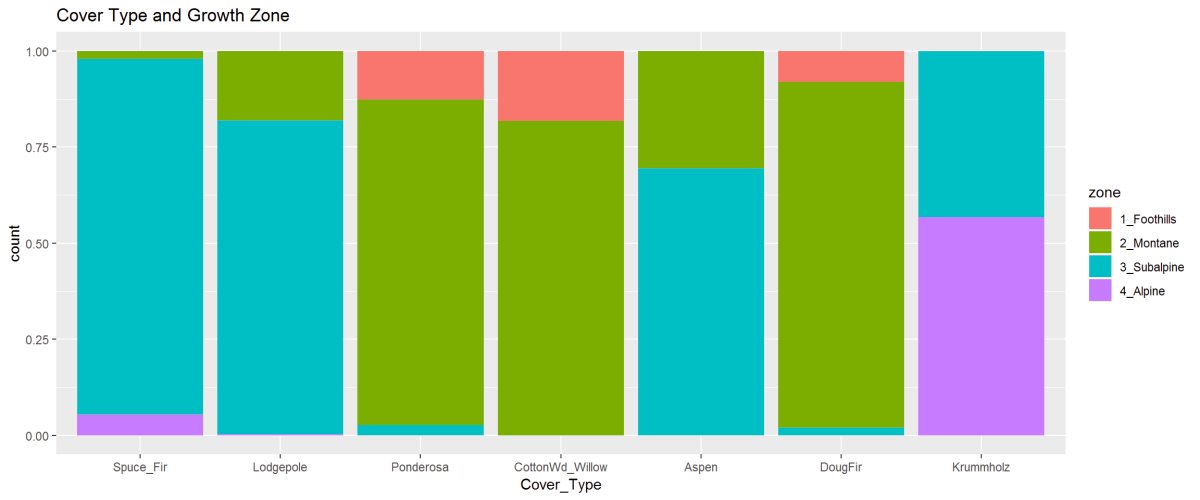 Cover Type and Growth Zone
count
1.00
0.75
0.50
0.25
0.00
Spuce_Fir
Lodgepole
Ponderosa
CottonWd_Willow
Aspen
DougFir
Krummholz
Cover_Type
zone
1_Foothills
2_Montane
3_Subalpine
4_Alpine